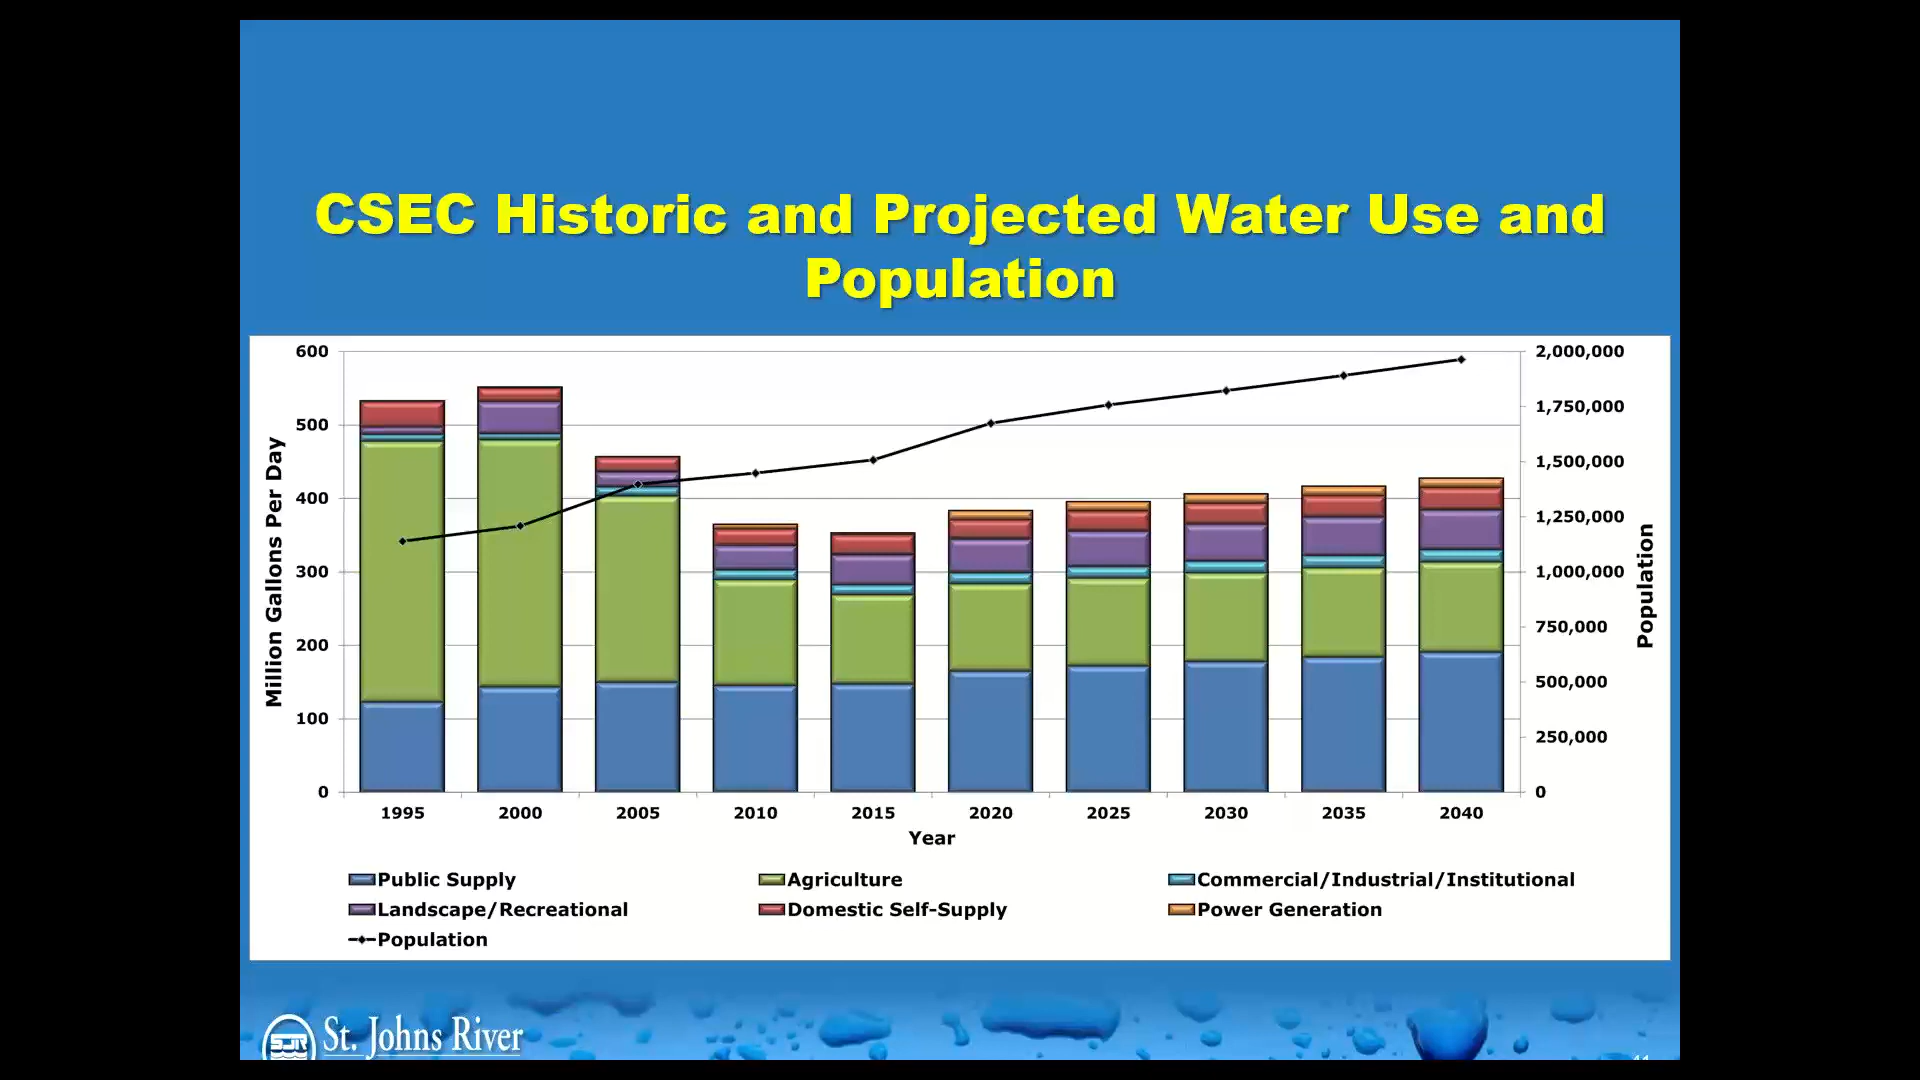 CSEC Historic and Projected Water Use and
Population
600
500
400
300
200
100
0
Million Gallons Per Day
2,000,000
1,750,000
1,500,000
1,250,000
1,000,000
750,000
500,000
250,000
0
Population
1995 2000 2005 2010 2015 2020 2025 2030 2035 2040
Year
Public Supply Agriculture Commercial/Industrial/Institutional
Landscape/Recreational Domestic Self-Supply Power Generation
Population
SJR St. Johns River